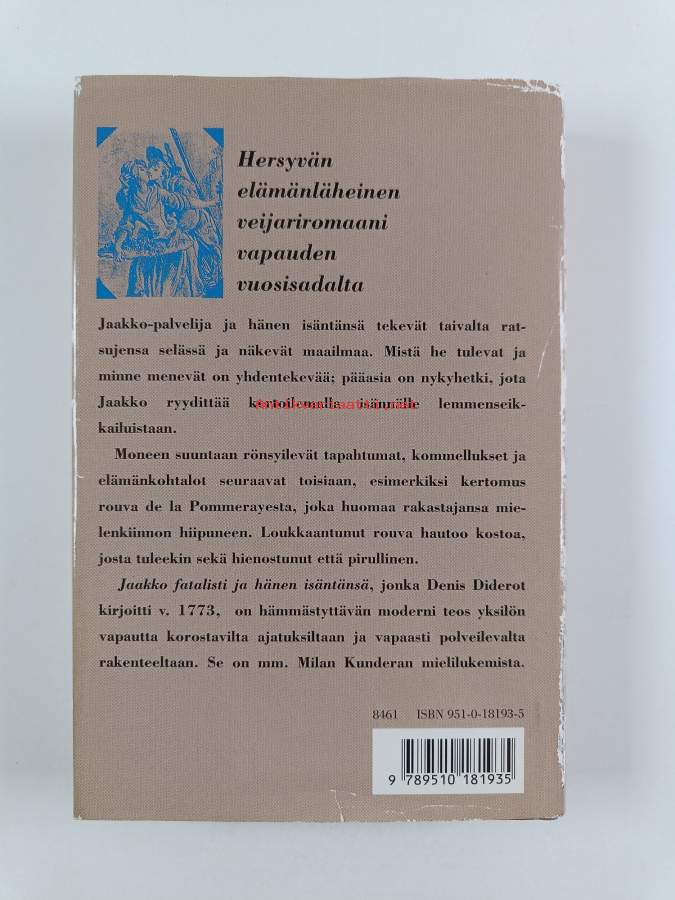 Hersyvän
elämänläheinen
veijariromaani
vapauden
vuosisadalta
Jaakko-palvelija ja hänen isäntänsä tekevät taivalta rat-
sujensa selässä ja näkevät maailmaa. Mistä he tulevat ja
minne menevät on yhdentekevää; pääasia on nykyhetki, jota
Jaakko ryydittää kertoilemalla isännälle lemmenseik-
Antikvariaatti.net
kailuistaan.
Moneen suuntaan rönsyilevät tapahtumat, kommellukset ja
elämänkohtalot seuraavat toisiaan, esimerkiksi kertomus
rouva de la Pommerayesta, joka huomaa rakastajansa mie-
lenkiinnon hiipuneen. Loukkaantunut rouva hautoo kostoa,
josta tuleekin sekä hienostunut että pirullinen.
Jaakko fatalisti ja hänen isäntänsä, jonka Denis Diderot
kirjoitti v. 1773, on hämmästyttävän moderni teos yksilön
vapautta korostavilta ajatuksiltaan ja vapaasti polveilevalta
rakenteeltaan. Se on mm. Milan Kunderan mielilukemista.
8461 ISBN 951-0-18193-5
9 789510 181935